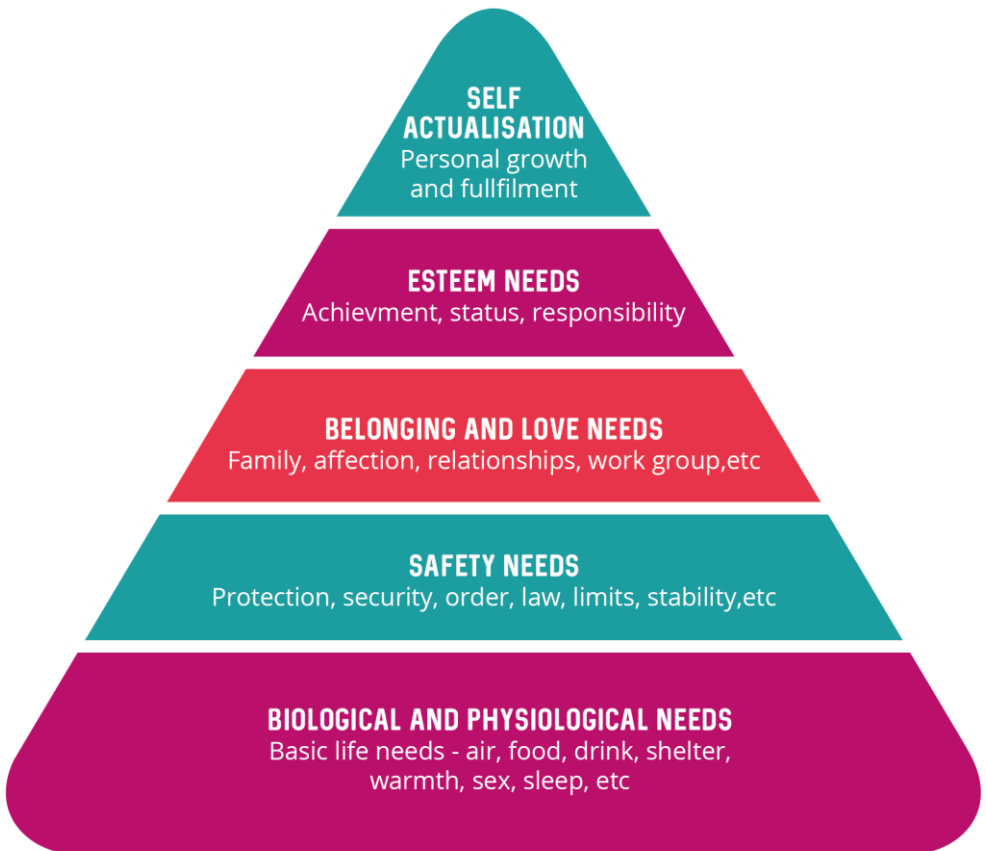 SELF
ACTUALISATION
Personal growth
and fullfilment
ESTEEM NEEDS
Achievment, status, responsibility
BELONGING AND LOVE NEEDS
Family, affection, relationships, work group,etc
SAFETY NEEDS
Protection, security, order, law, limits, stability,etc
BIOLOGICAL AND PHYSIOLOGICAL NEEDS
Basic life needs - air, food, drink, shelter,
warmth, sex, sleep, etc